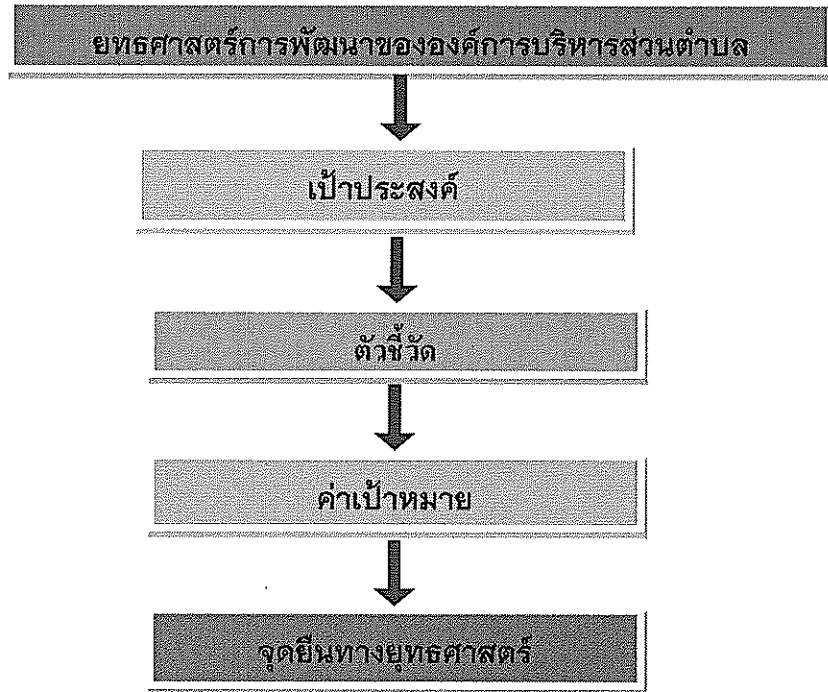 ยทธศาสตร์การพัฒนาขององค์การบริหารส่วนตำบล
เป้าประสงค์
ตัวชี้วัด
ค่าเป้าหมาย
จุดยืนทางยุทธศาสตร์